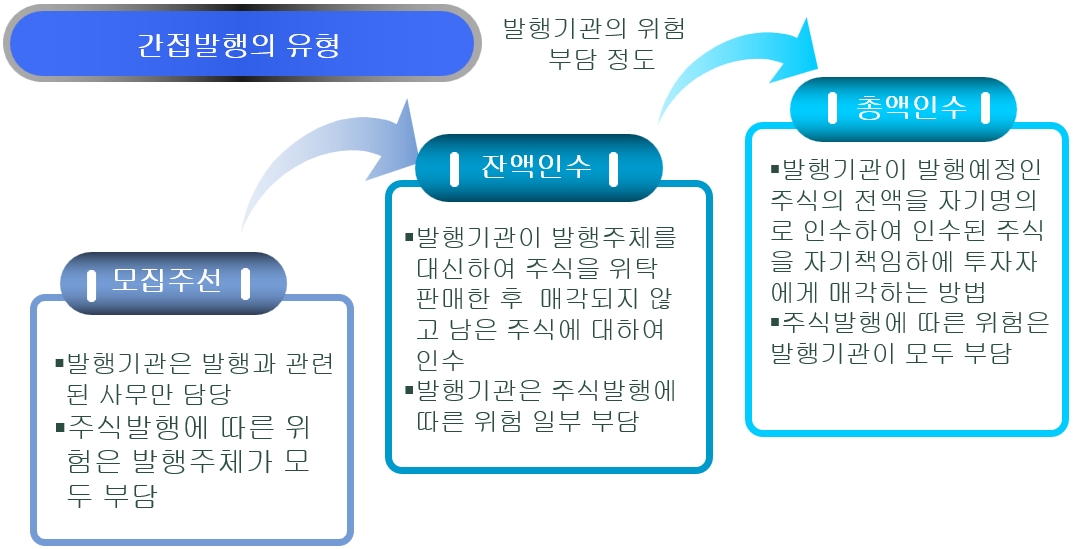 간접발행의 유형
발행기관의 위험
부담 정도
모집주선
▪발행기관은 발행과 관련
된 사무만 담당
▪주식발행에 따른 위
험은 발행주체가 모
두 부담
잔액인수
▪발행기관이 발행주체를
대신하여 주식을 위탁
판매한 후 매각되지 않
고 남은 주식에 대하여
인수
▪발행기관은 주식발행에
따른 위험 일부 부담
총액인수
▪발행기관이 발행예정인
주식의 전액을 자기명의
로 인수하여 인수된 주식
을 자기책임하에 투자자
에게 매각하는 방법
▪주식발행에 따른 위험은
발행기관이 모두 부담